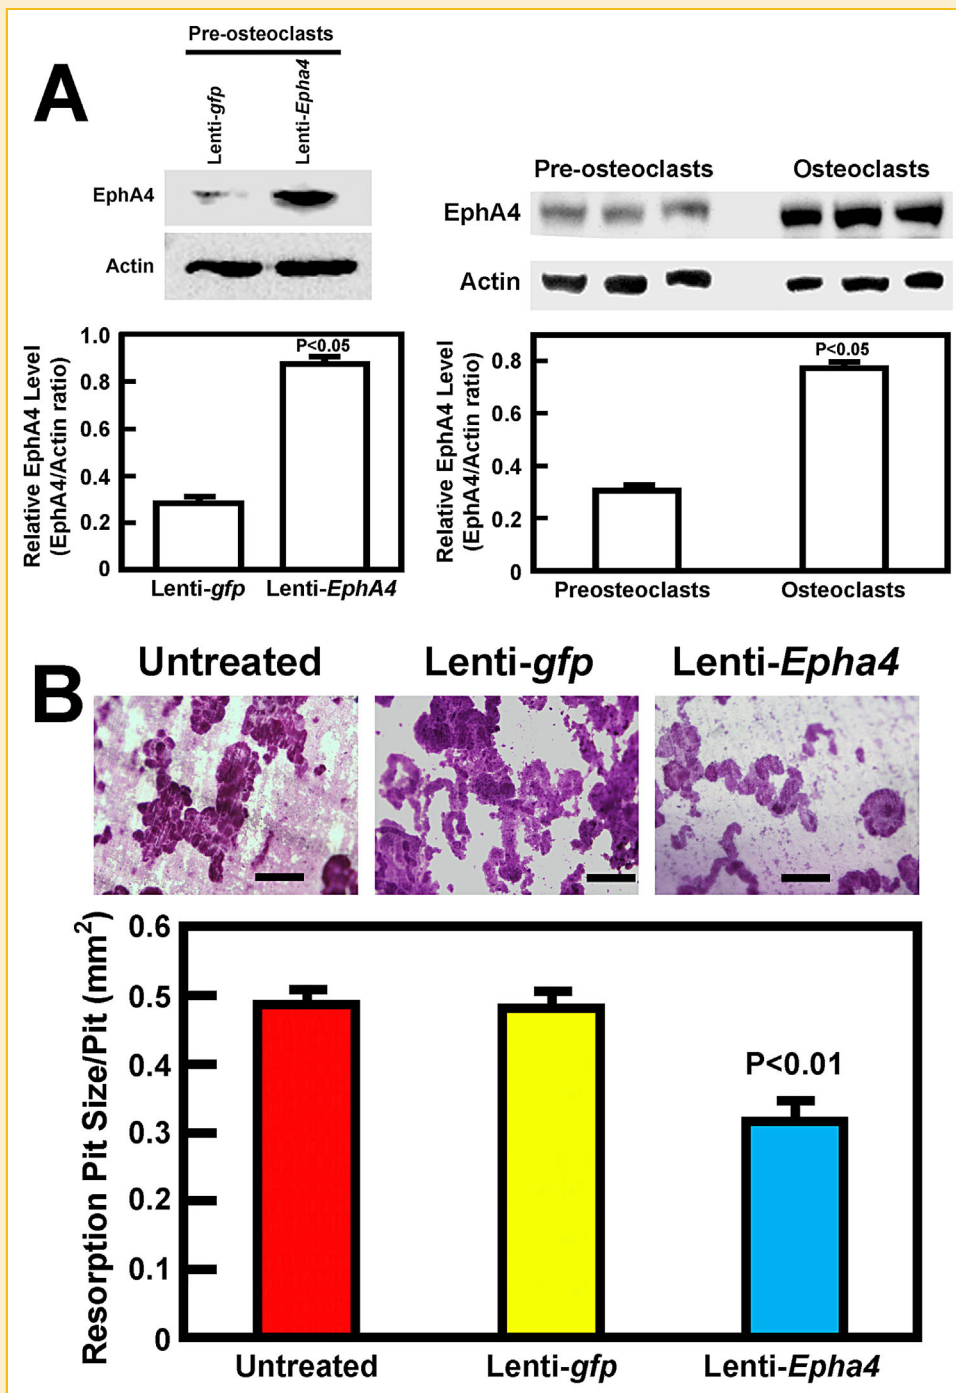 A
Pre-osteoclasts
Lenti-gfp
Lenti-Epha4
EphA4
Actin
Relative EphA4 Level
(EphA4/Actin ratio)
1.0
0.8
0.6
0.4
0.2
0
P<0.05
Lenti-gfp
Lenti-EphA4
Pre-osteoclasts
Osteoclasts
EphA4
Actin
Relative EphA4 Level
(EphA4/Actin ratio)
0.8
0.6
0.4
0.2
0
P<0.05
Preosteoclasts
Osteoclasts
B
Untreated
Lenti-gfp
Lenti-Epha4
Resorption Pit Size/Pit (mm²)
0.6
0.5
0.4
0.3
0.2
0.1
0
P<0.01
Untreated
Lenti-gfp
Lenti-Epha4